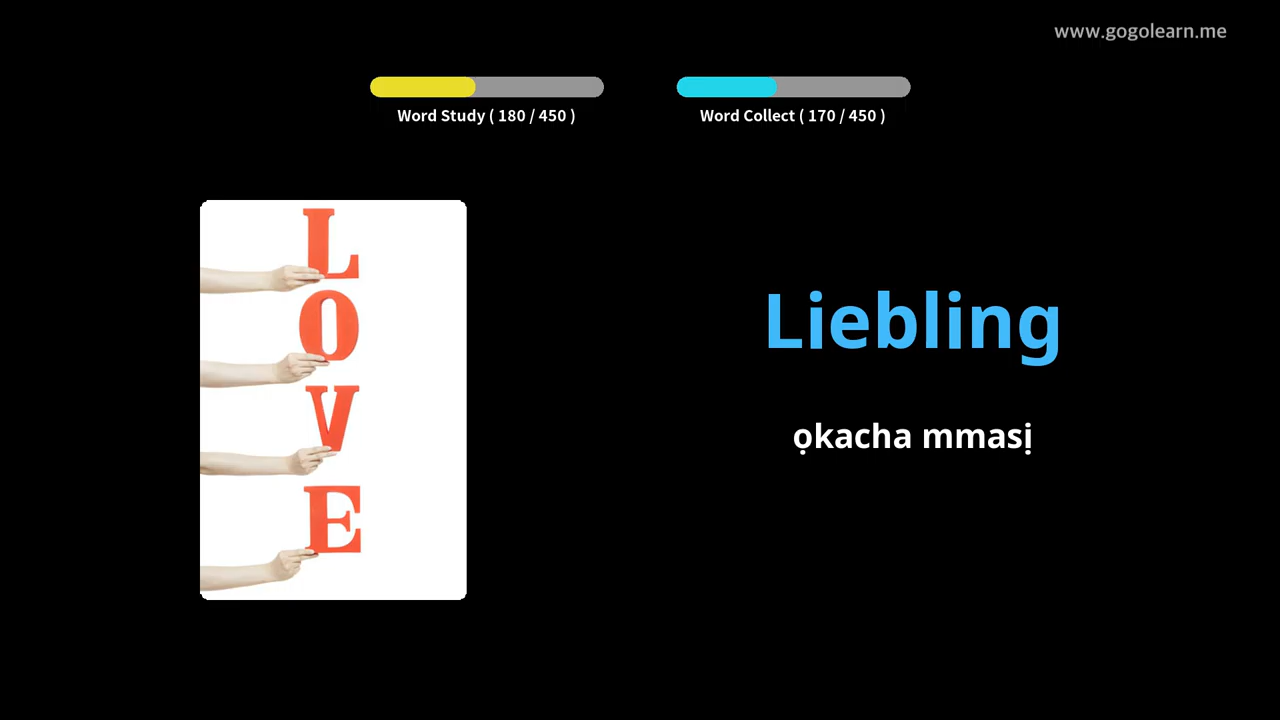 www.gogolearn.me
Word Study ( 180 / 450 )
Word Collect ( 170 / 450 )
L
O
V
E
Liebling
ọkacha mmasị